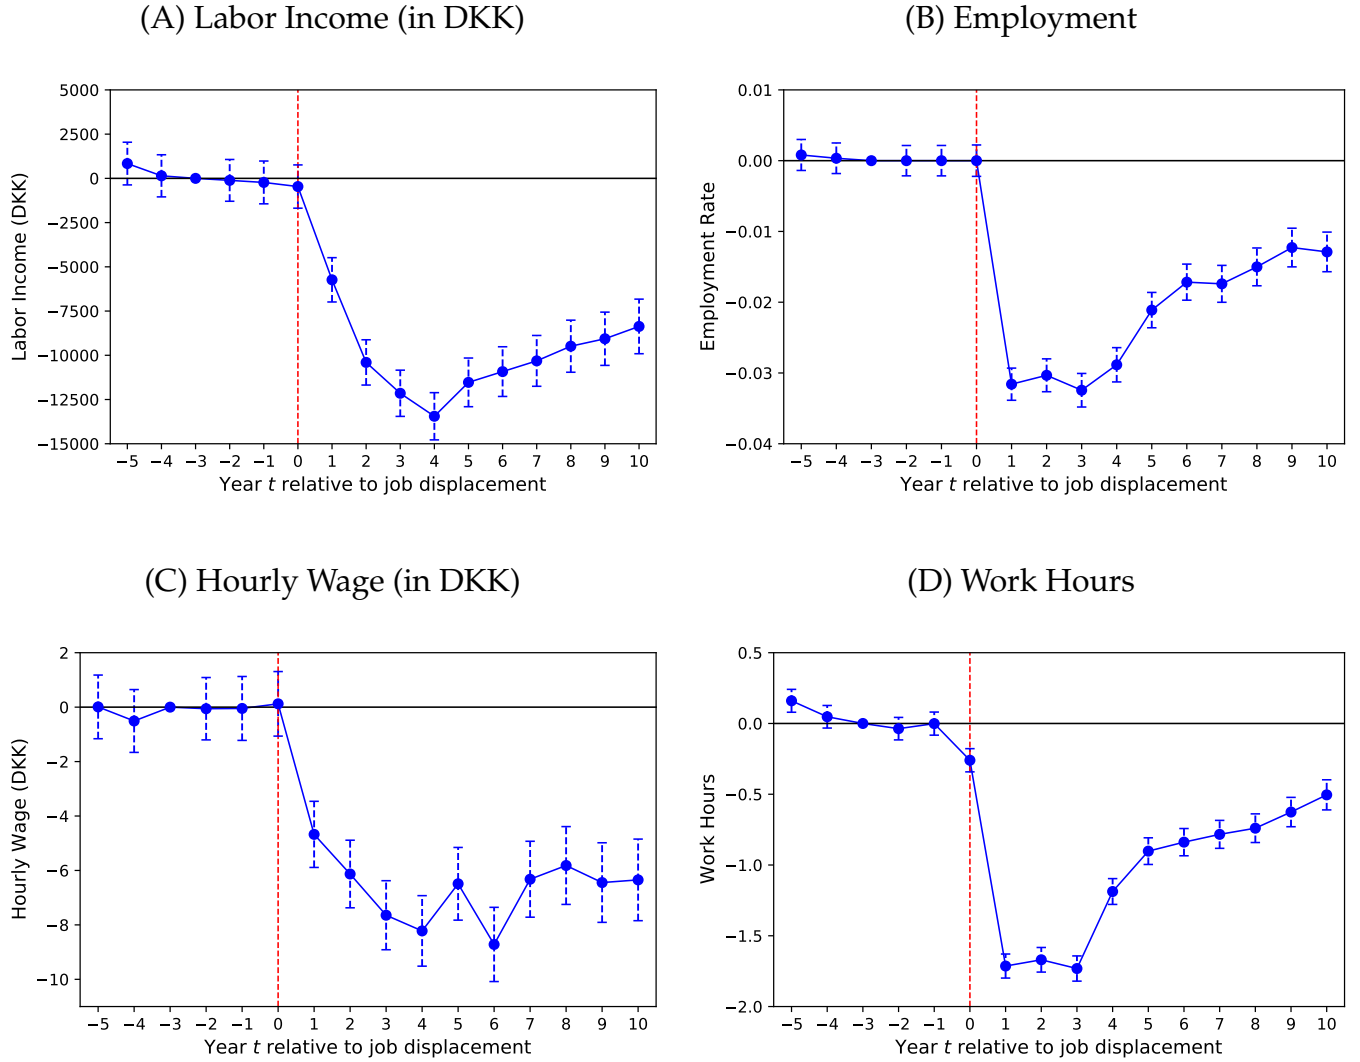 (A) Labor Income (in DKK)
5000
2500
0
−2500
−5000
−7500
−10000
−12500
−15000
Labor Income (DKK)
−5 −4 −3 −2 −1 0 1 2 3 4 5 6 7 8 9 10
Year t relative to job displacement
(B) Employment
0.01
0.00
−0.01
−0.02
−0.03
−0.04
Employment Rate
−5 −4 −3 −2 −1 0 1 2 3 4 5 6 7 8 9 10
Year t relative to job displacement
(C) Hourly Wage (in DKK)
2
0
−2
−4
−6
−8
−10
Hourly Wage (DKK)
−5 −4 −3 −2 −1 0 1 2 3 4 5 6 7 8 9 10
Year t relative to job displacement
(D) Work Hours
0.5
0.0
−0.5
−1.0
−1.5
−2.0
Work Hours
−5 −4 −3 −2 −1 0 1 2 3 4 5 6 7 8 9 10
Year t relative to job displacement